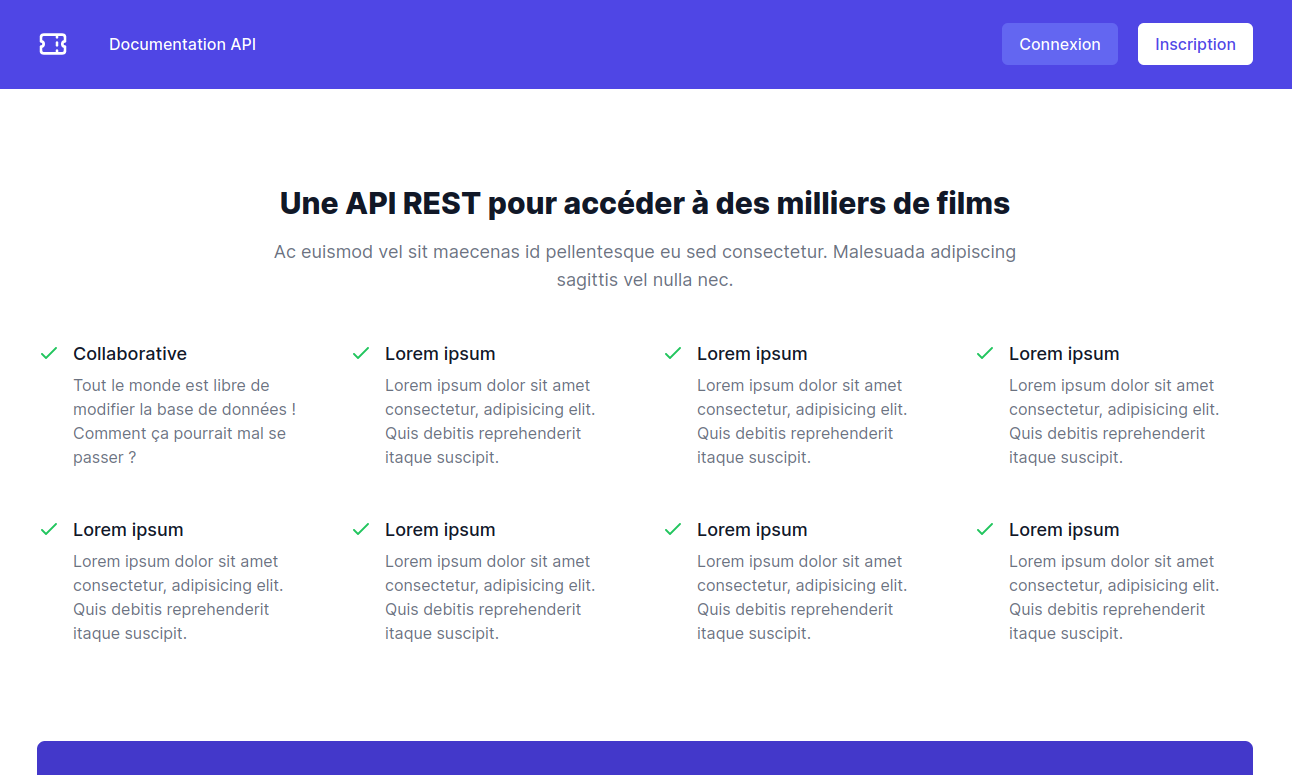 Documentation API
Connexion
Inscription
Une API REST pour accéder à des milliers de films
Ac euismod vel sit maecenas id pellentesque eu sed consectetur. Malesuada adipiscing
sagittis vel nulla nec.
Collaborative
Tout le monde est libre de
modifier la base de données !
Comment ça pourrait mal se
passer ?
Lorem ipsum
Lorem ipsum dolor sit amet
consectetur, adipisicing elit.
Quis debitis reprehenderit
itaque suscipit.
Lorem ipsum
Lorem ipsum dolor sit amet
consectetur, adipisicing elit.
Quis debitis reprehenderit
itaque suscipit.
Lorem ipsum
Lorem ipsum dolor sit amet
consectetur, adipisicing elit.
Quis debitis reprehenderit
itaque suscipit.
Lorem ipsum
Lorem ipsum dolor sit amet
consectetur, adipisicing elit.
Quis debitis reprehenderit
itaque suscipit.
Lorem ipsum
Lorem ipsum dolor sit amet
consectetur, adipisicing elit.
Quis debitis reprehenderit
itaque suscipit.
Lorem ipsum
Lorem ipsum dolor sit amet
consectetur, adipisicing elit.
Quis debitis reprehenderit
itaque suscipit.
Lorem ipsum
Lorem ipsum dolor sit amet
consectetur, adipisicing elit.
Quis debitis reprehenderit
itaque suscipit.